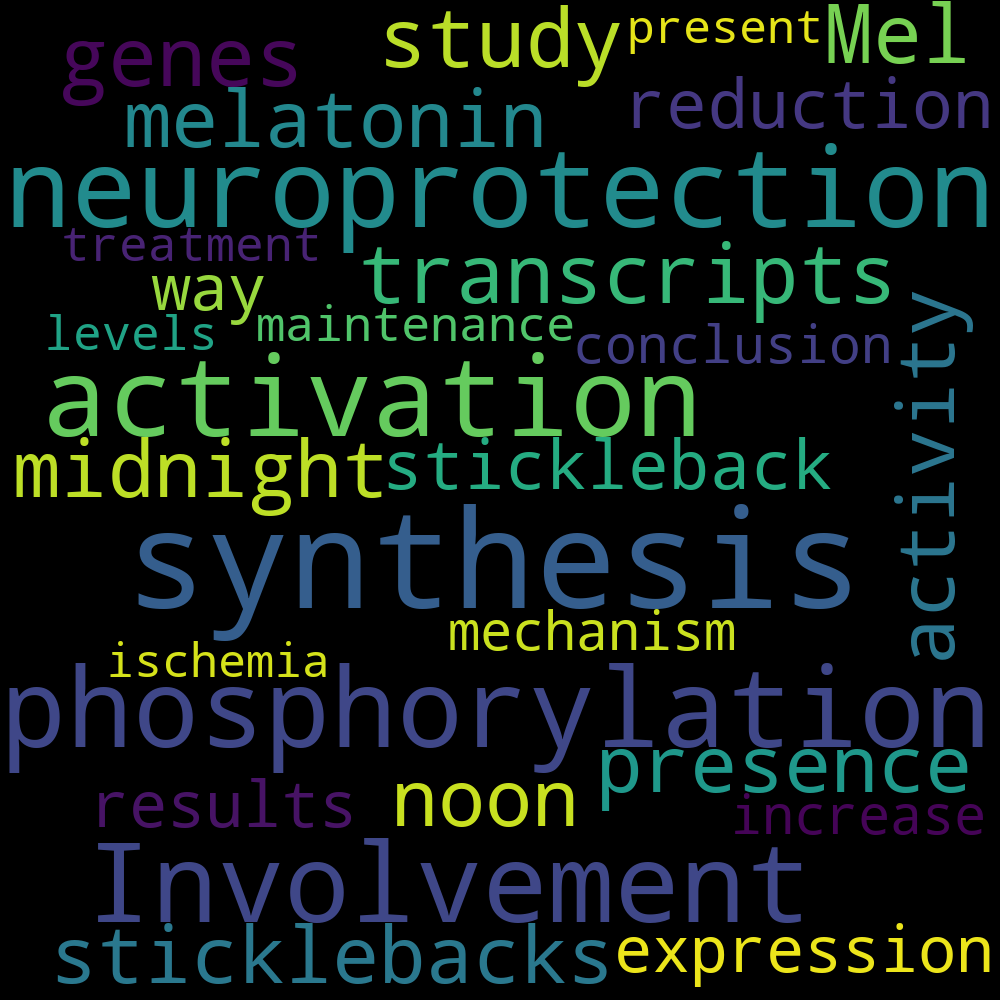 genes study present Mel
melatonin reduction
neuroprotection
treatment transcripts
way
levels maintenance conclusion
activation activity
midnight stickleback
synthesis
mechanism
ischemia
phosphorylation
presence
results noon increase
Involvement
sticklebacks expression